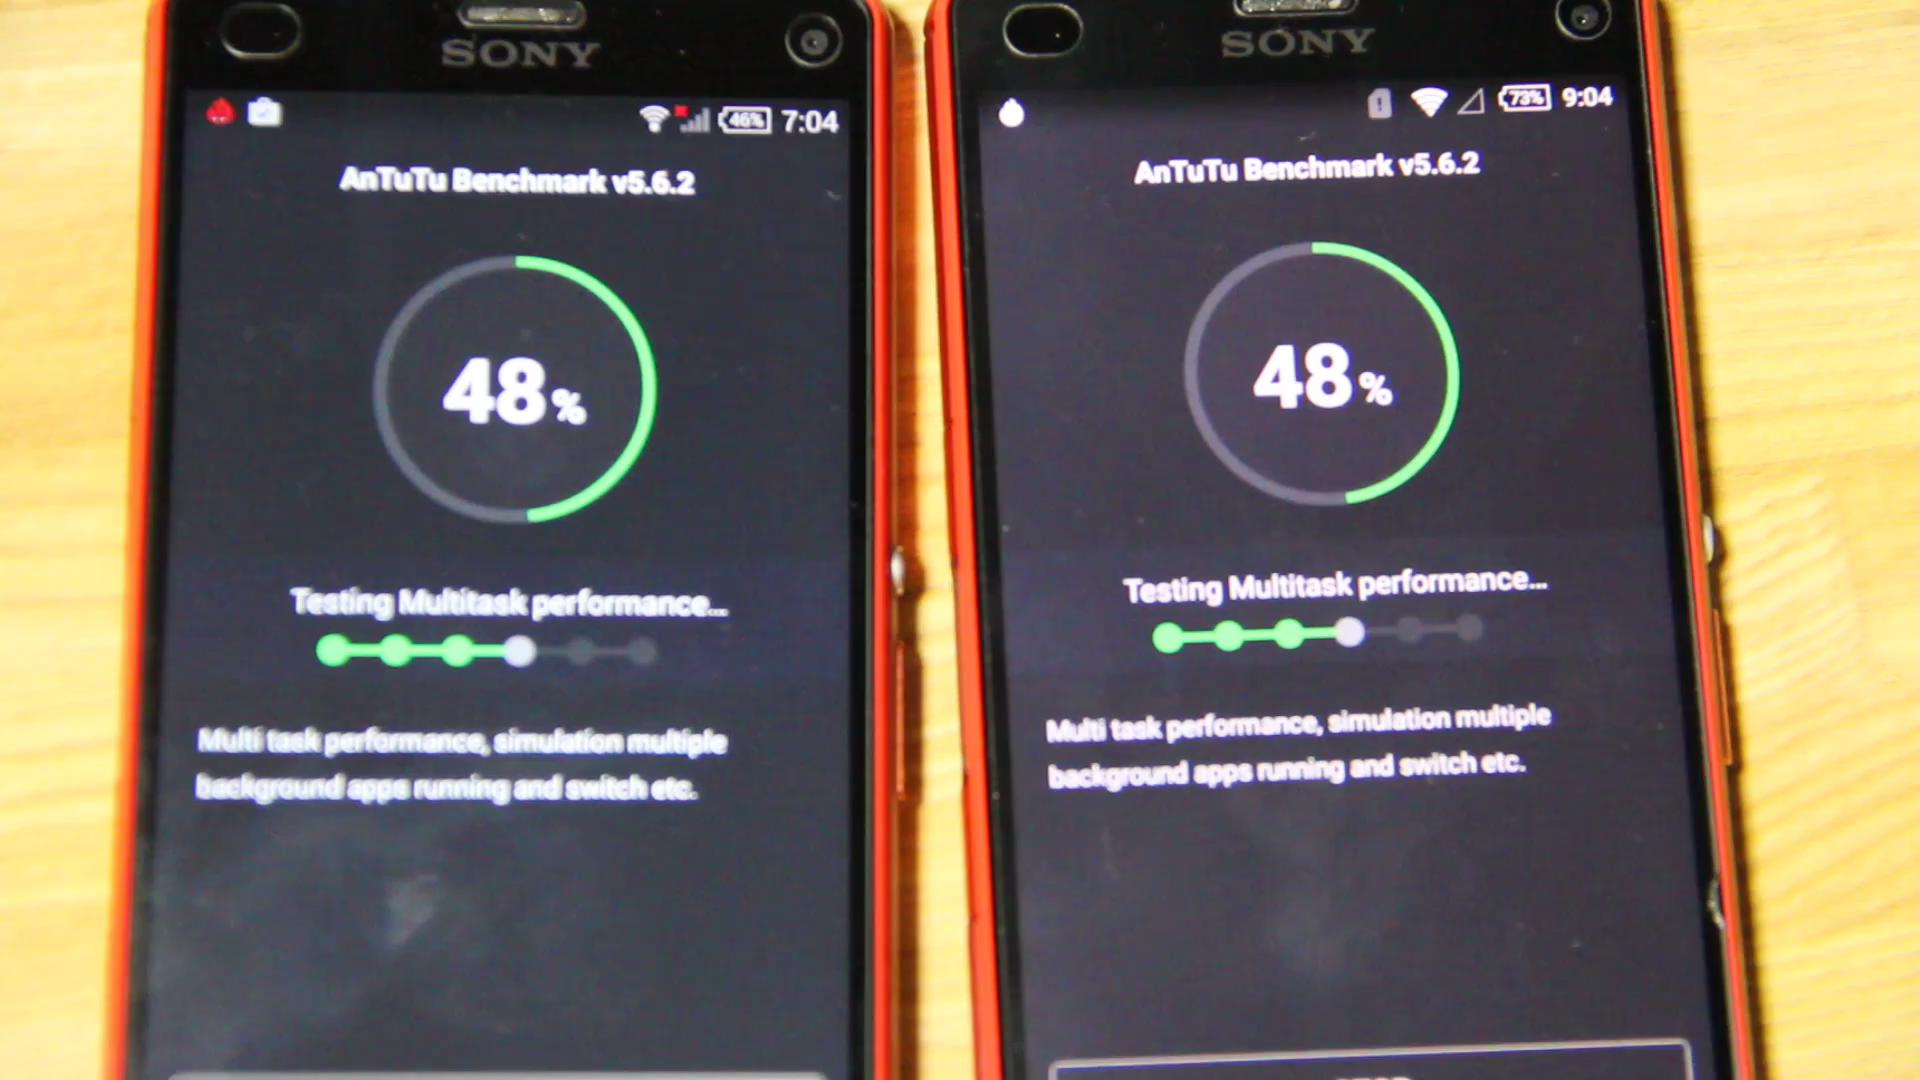 SONY
46% 7:04
AnTuTu Benchmark v5.6.2
48%
Testing Multitask performance...
Multi task performance, simulation multiple
background apps running and switch etc.
SONY
73% 9:04
AnTuTu Benchmark v5.6.2
48%
Testing Multitask performance...
Multi task performance, simulation multiple
background apps running and switch etc.